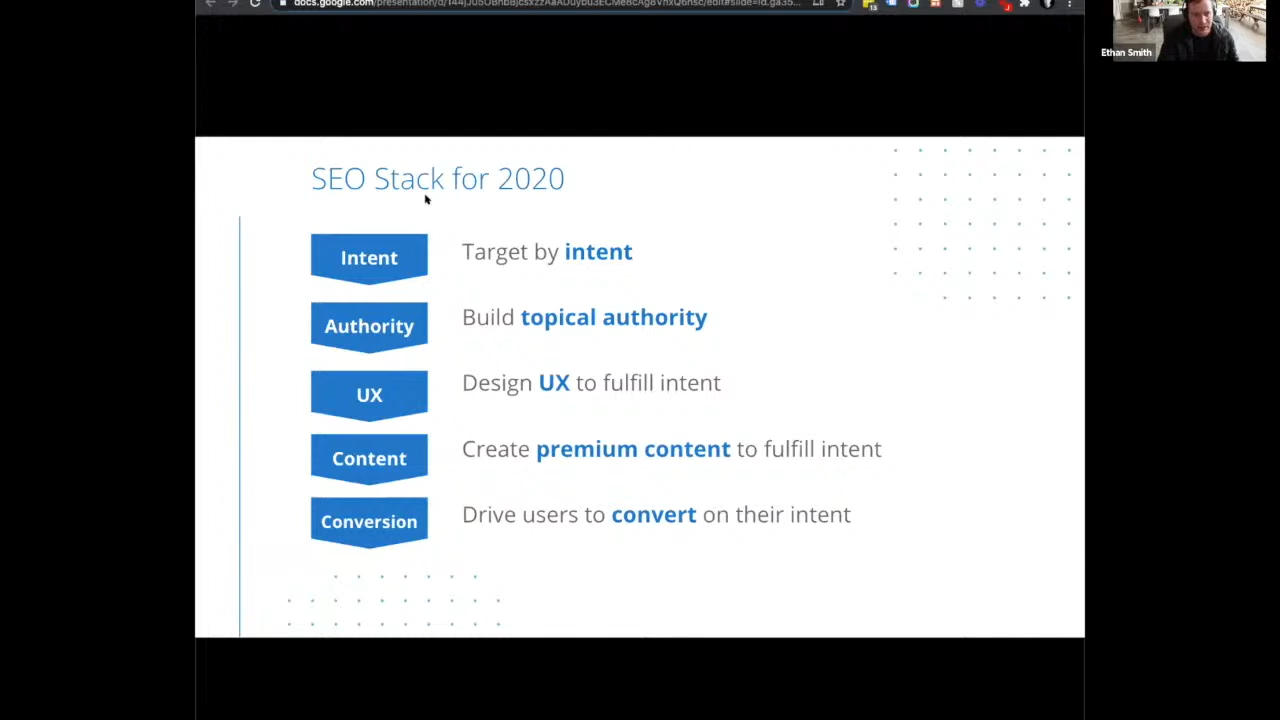 Ethan Smith
SEO Stack for 2020
Intent
Target by intent
Authority
Build topical authority
UX
Design UX to fulfill intent
Content
Create premium content to fulfill intent
Conversion
Drive users to convert on their intent